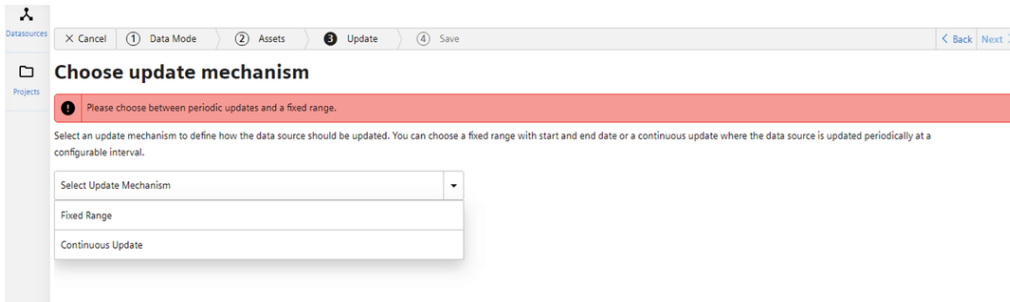 Datasources
Projects
Cancel 1 Data Mode 2 Assets 3 Update 4 Save Back Next
Choose update mechanism
Please choose between periodic updates and a fixed range.
Select an update mechanism to define how the data source should be updated. You can choose a fixed range with start and end date or a continuous update where the data source is updated periodically at a
configurable interval.
Select Update Mechanism
Fixed Range
Continuous Update